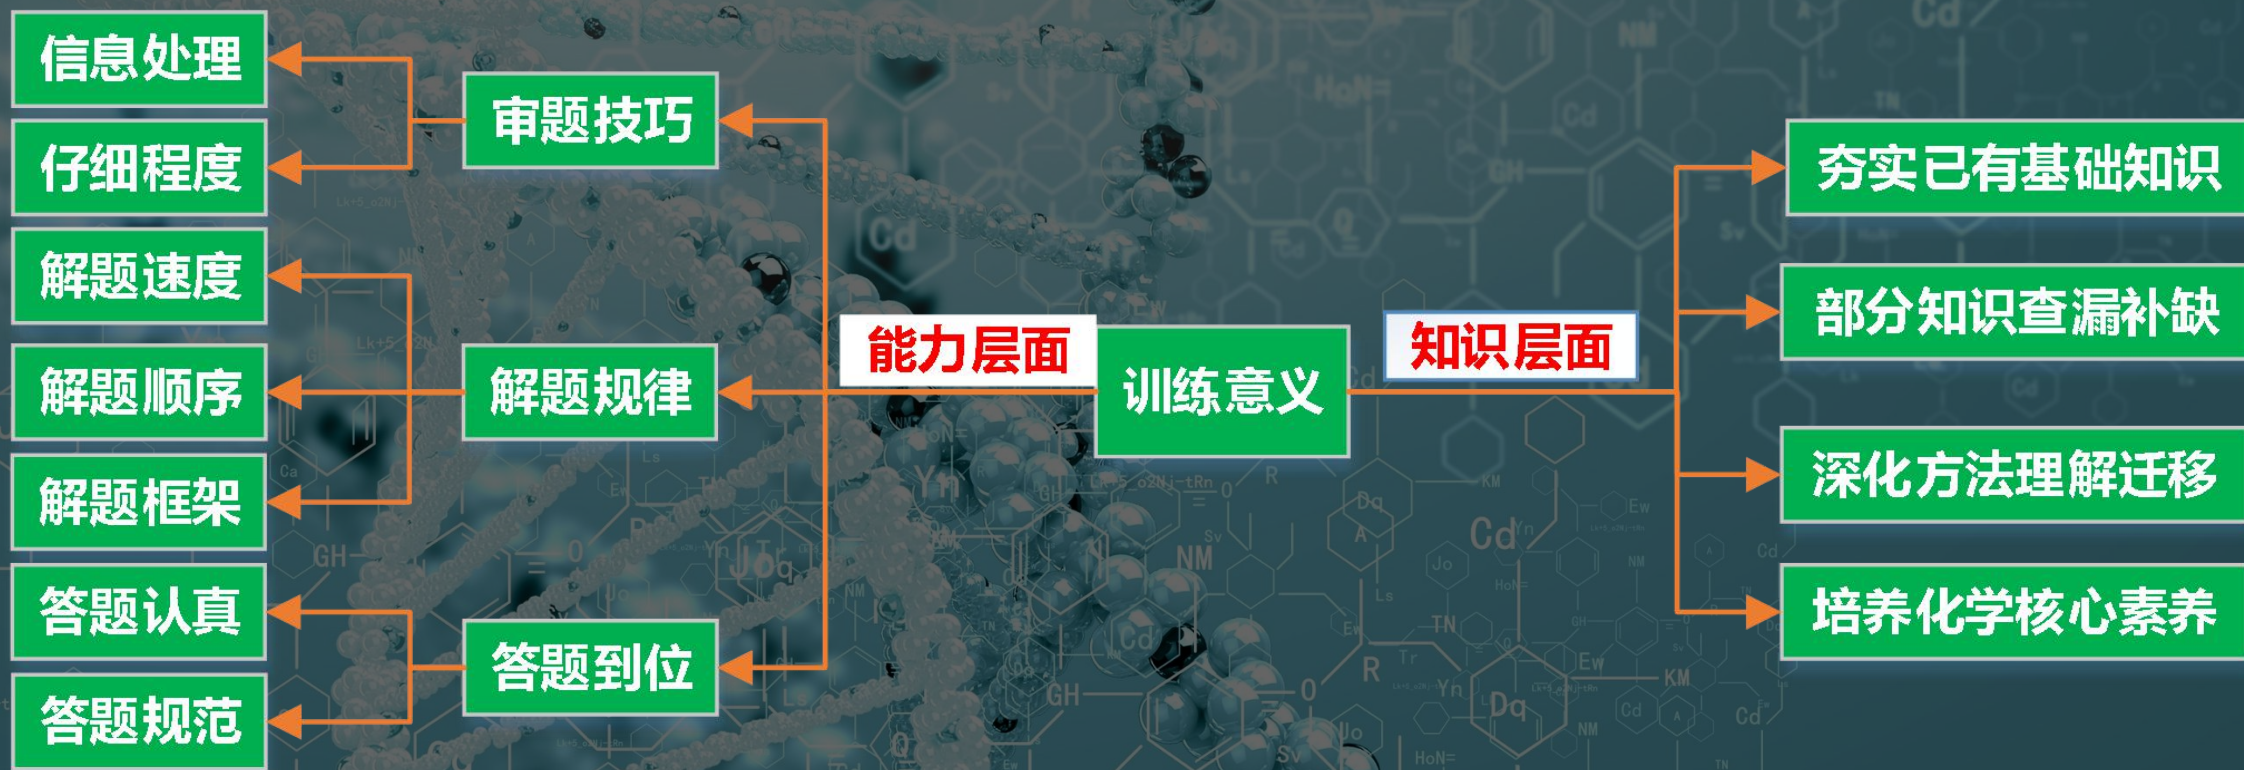 信息处理
仔细程度
解题速度
解题顺序
解题框架
答题认真
答题规范
审题技巧
解题规律
答题到位
能力层面
训练意义
知识层面
夯实已有基础知识
部分知识查漏补缺
深化方法理解迁移
培养化学核心素养